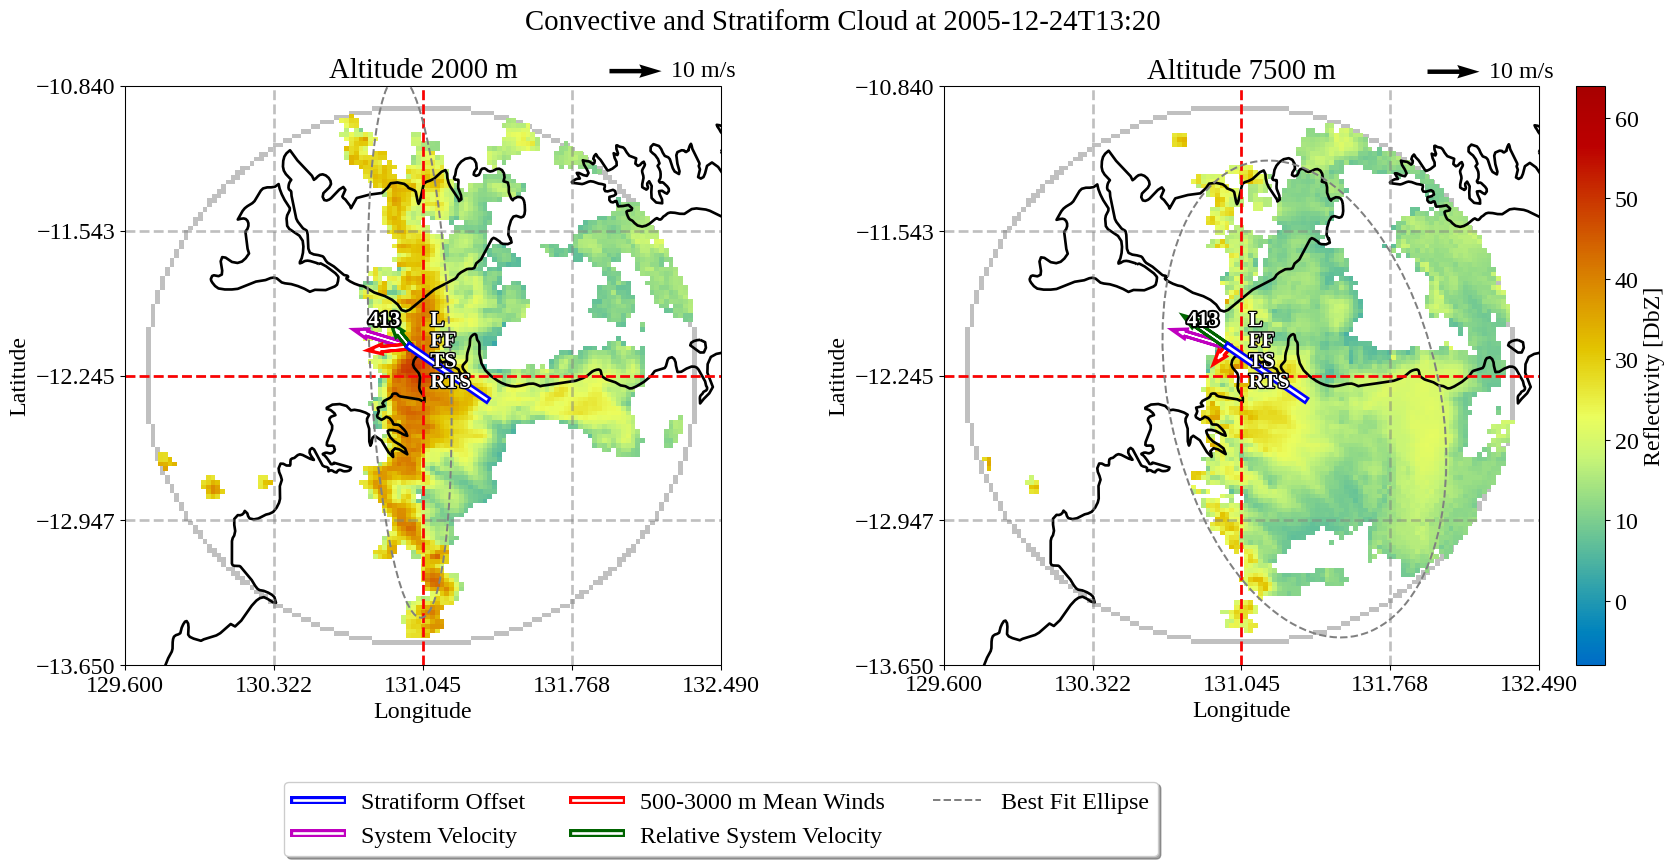 Convective and Stratiform Cloud at 2005-12-24T13:20
Altitude 2000 m
10 m/s
Altitude 7500 m
10 m/s
−10.840
−11.543
−12.245
−12.947
−13.650
Latitude
129.600
130.322
131.045
131.768
132.490
Longitude
413
L
FF
TS
RTS
−10.840
−11.543
−12.245
−12.947
−13.650
Latitude
129.600
130.322
131.045
131.768
132.490
Longitude
413
L
FF
TS
RTS
60
50
40
30
20
10
0
Reflectivity [DbZ]
Stratiform Offset
System Velocity
500-3000 m Mean Winds
Relative System Velocity
Best Fit Ellipse